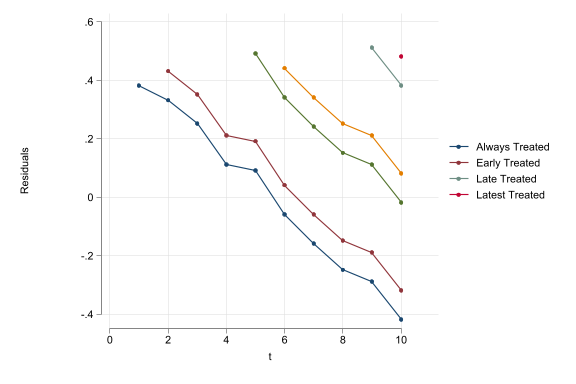 .6
.4
.2
0
-.2
-.4
Residuals
0 2 4 6 8 10
t
Always Treated
Early Treated
Late Treated
Latest Treated